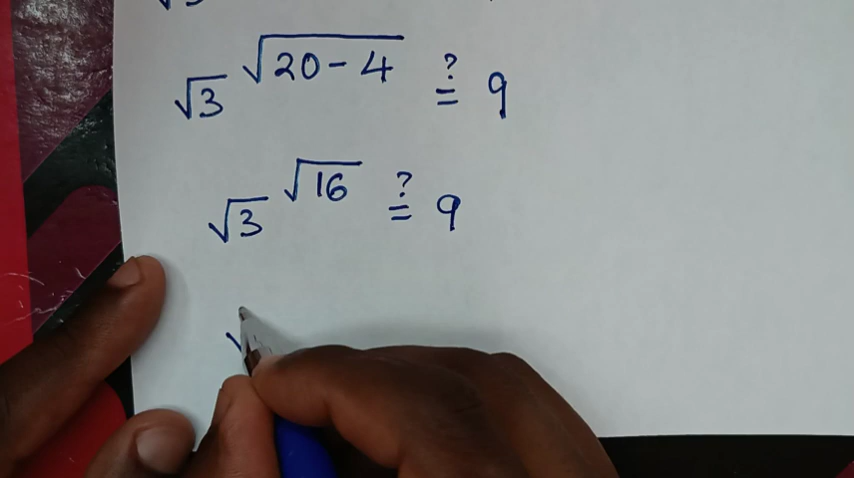 √3^√(20-4) ≟ 9
√3^√16 ≟ 9